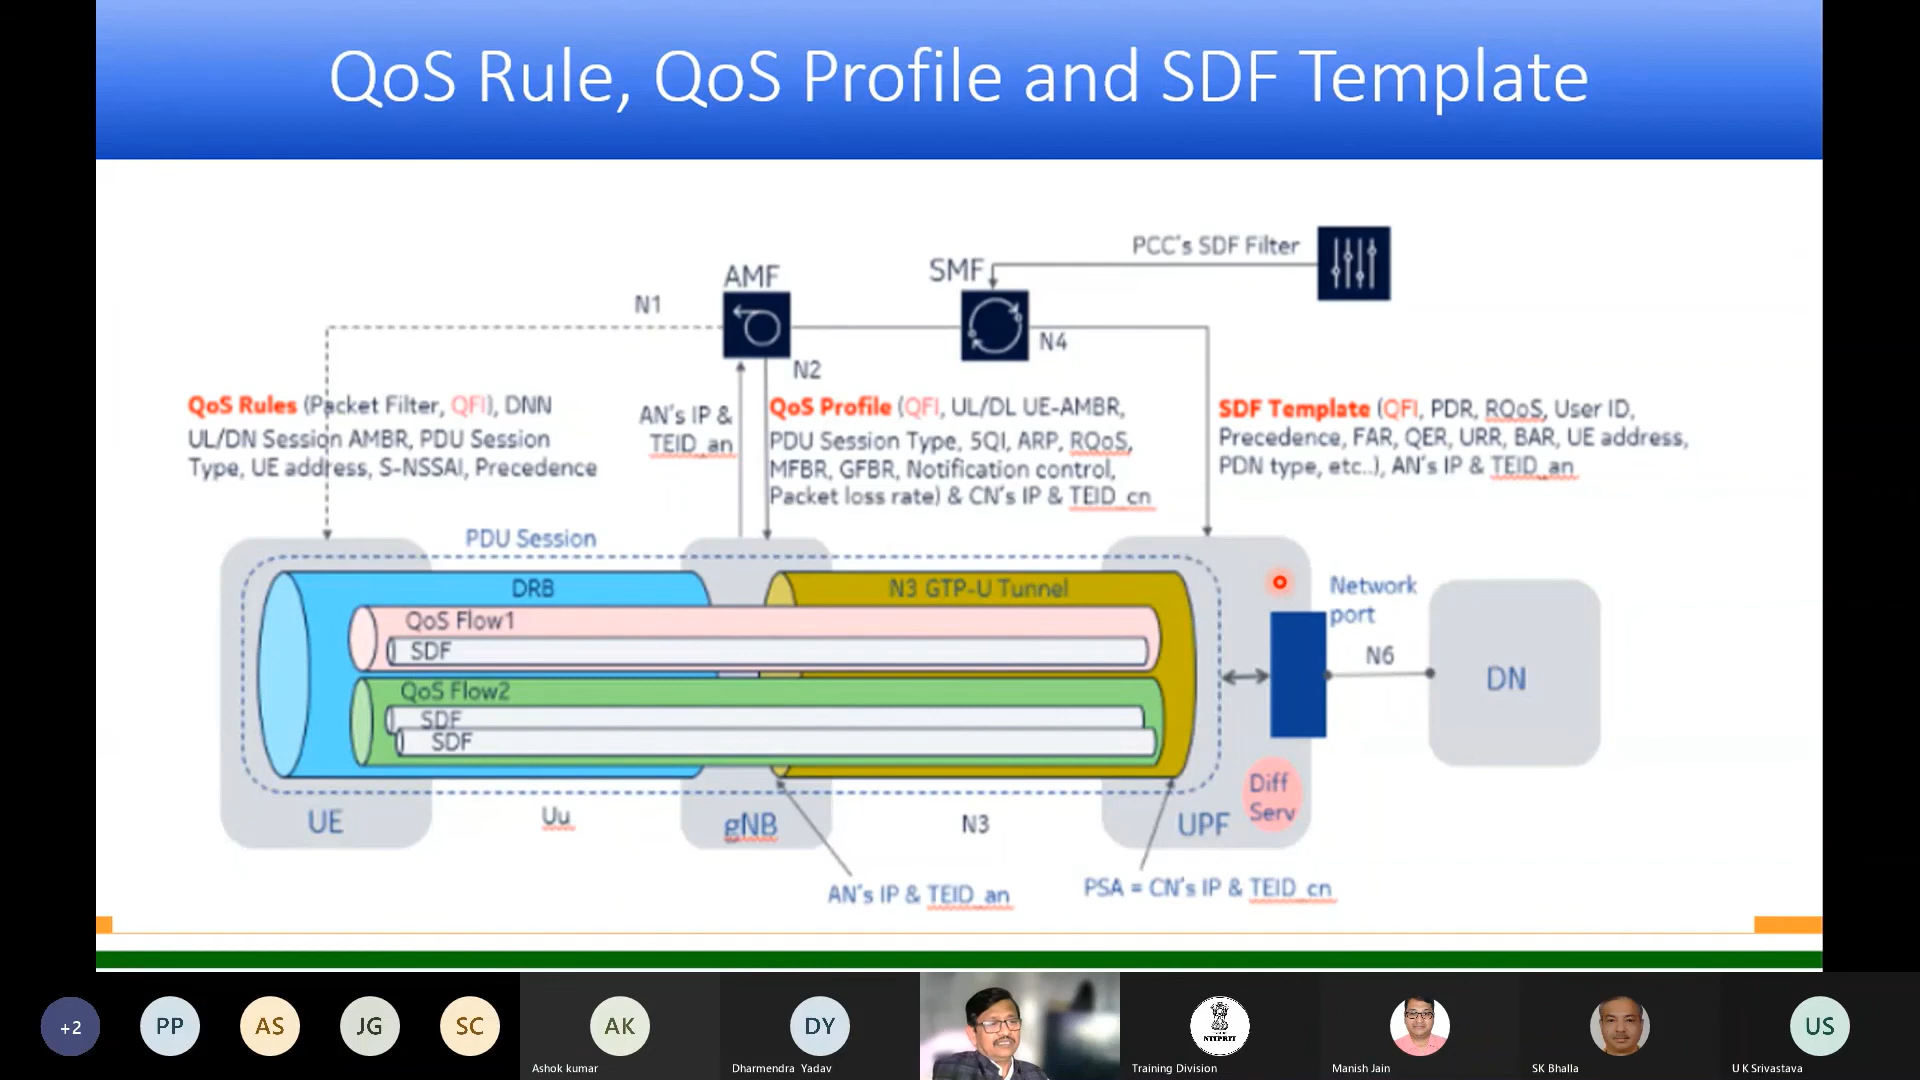 QoS Rule, QoS Profile and SDF Template
PCC's SDF Filter
AMF
SMF
N1
N4
N2
QoS Rules (Packet Filter, QFI), DNN
UL/DN Session AMBR, PDU Session
Type, UE address, S-NSSAI, Precedence
AN's IP &
TEID_an
QoS Profile (QFI, UL/DL UE-AMBR,
PDU Session Type, 5QI, ARP, RQoS,
MFBR, GFBR, Notification control,
Packet loss rate) & CN's IP & TEID_cn
SDF Template (QFI, PDR, RQoS, User ID,
Precedence, FAR, QER, URR, BAR, UE address,
PDN type, etc..), AN's IP & TEID_an
PDU Session
DRB
N3 GTP-U Tunnel
Network
port
QoS Flow1
SDF
N6
DN
QoS Flow2
SDF
SDF
Diff
Serv
UE
Uu
gNB
N3
UPF
AN's IP & TEID_an
PSA = CN's IP & TEID_cn
+2
PP
AS
JG
SC
AK
DY
NTIPRIT
US
Ashok kumar
Dharmendra Yadav
Training Division
Manish Jain
SK Bhalla
U K Srivastava